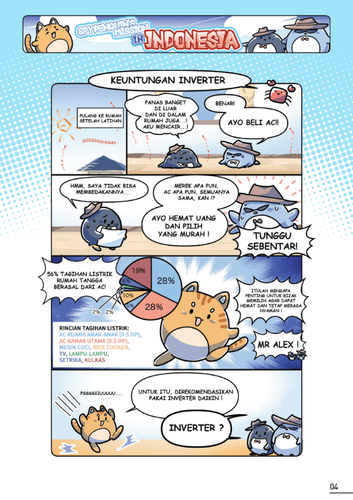 SPYPENGUINS
MISSION
IN INDONESIA
KEUNTUNGAN INVERTER
PULANG KE RUMAH
SETELAH LATIHAN
PANAS BANGET
DI LUAR
DAN DI DALAM
RUMAH JUGA...)
AKU MENCAIR...!
BENAR!
AYO BELI AC!!
HMM, SAYA TIDAK BISA
MEMBEDAKANNYA...
MEREK APA PUN,
AC APA PUN, SEMUANYA
SAMA, KAN !?
AYO HEMAT UANG
DAN PILIH
YANG MURAH !
TUNGGU
SEBENTAR!
56% TAGIHAN LISTRIK
RUMAH TANGGA
BERASAL DARI AC!
19%
28%
28%
10%
2%
2%
RINCIAN TAGIHAN LISTRIK:
AC RUANG ANAK-ANAK (0.5 HP),
AC KAMAR UTAMA (0.5 HP),
MESIN CUCI, RICE COOKER,
TV, LAMPU-LAMPU,
SETRIKA, KULKAS
ITULAH MENGAPA
PENTING UNTUK BIJAK
MEMILIH AGAR DAPAT
HEMAT DAN TETAP MERASA
NYAMAN !
MR ALEX !
PSSSSIIUUUUU....
UNTUK ITU, DIREKOMENDASIKAN
PAKAI INVERTER DAIKIN !
INVERTER ?
04